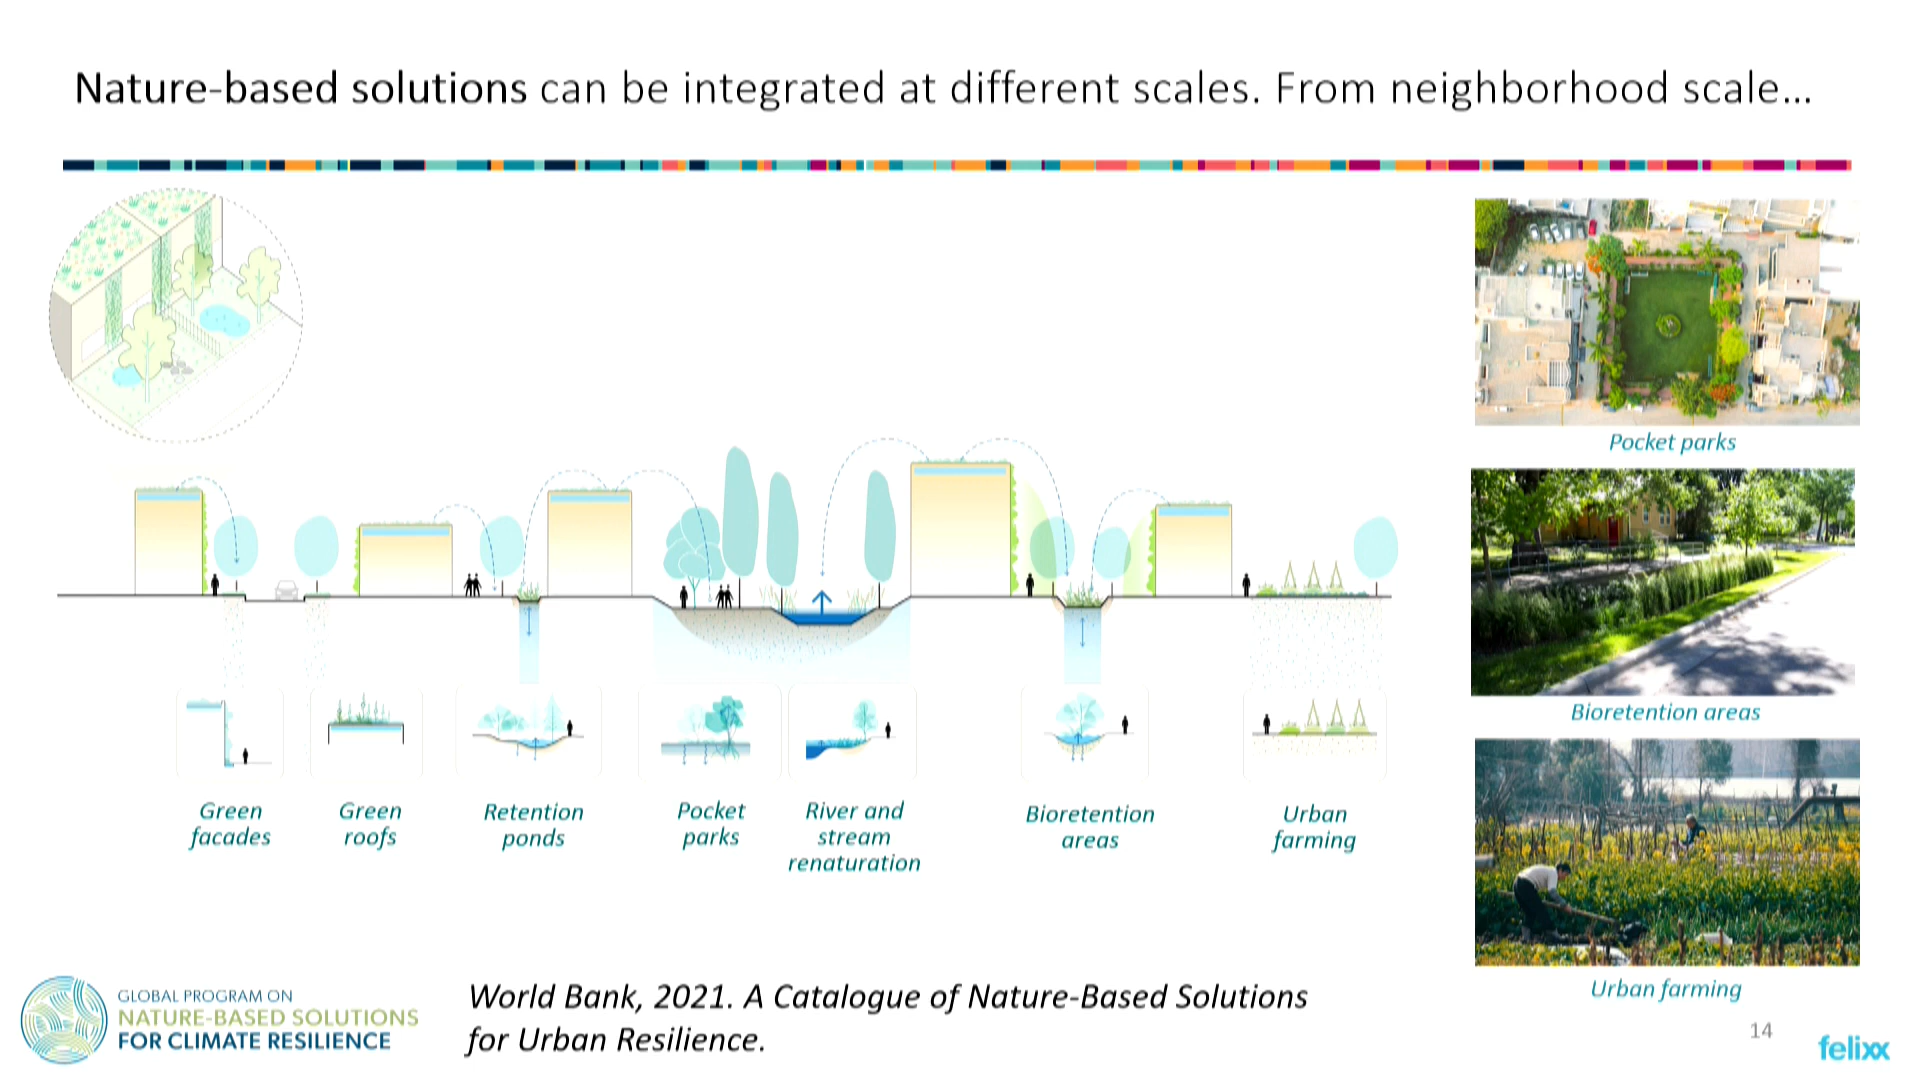 Nature-based solutions can be integrated at different scales. From neighborhood scale...
Pocket parks
Bioretention areas
Urban farming
Green
facades
Green
roofs
Retention
ponds
Pocket
parks
River and
stream
renaturation
Bioretention
areas
Urban
farming
GLOBAL PROGRAM ON
NATURE-BASED SOLUTIONS
FOR CLIMATE RESILIENCE
World Bank, 2021. A Catalogue of Nature-Based Solutions
for Urban Resilience.
14
felixx